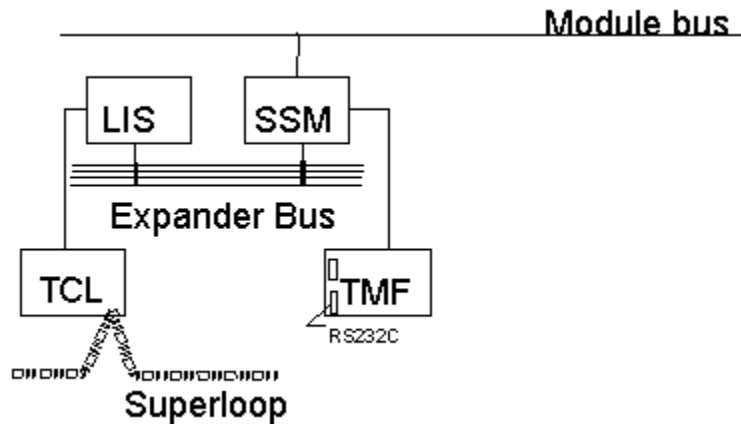 Module bus
LIS
SSM
Expander Bus
TCL
TMF
RS232C
Superloop